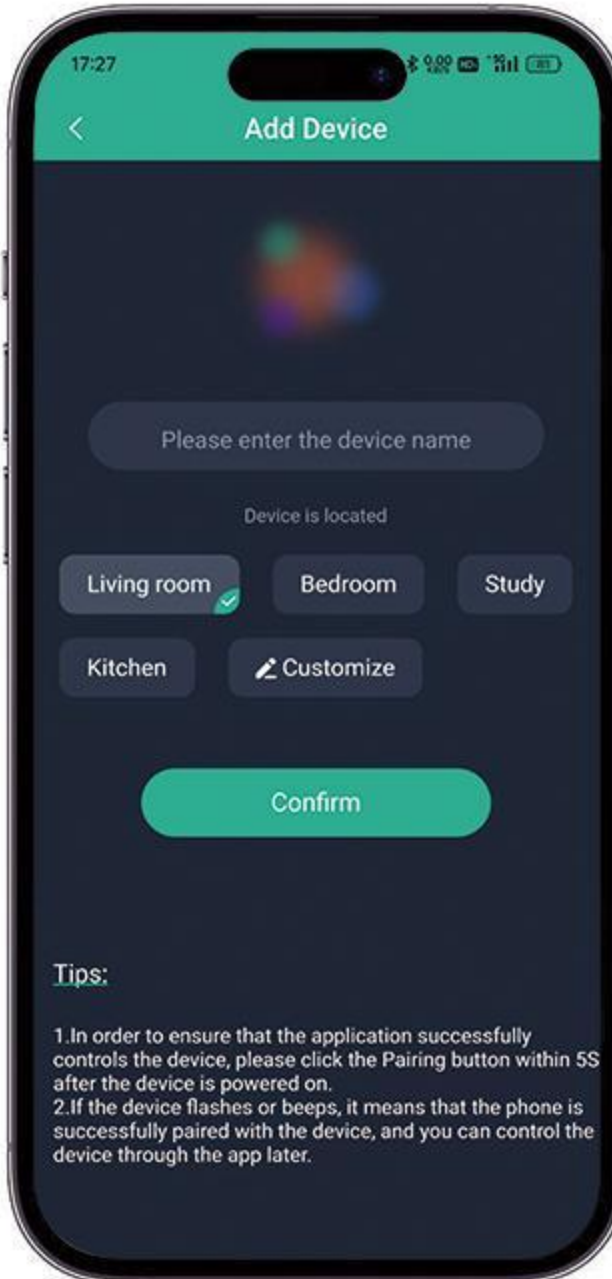 17:27
Add Device
Please enter the device name
Device is located
Living room
Bedroom
Study
Kitchen
Customize
Confirm
Tips:
1.In order to ensure that the application successfully
controls the device, please click the Pairing button within 5S
after the device is powered on.
2.If the device flashes or beeps, it means that the phone is
successfully paired with the device, and you can control the
device through the app later.